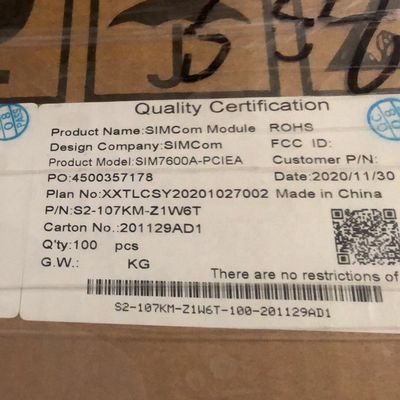 Quality Certification
Product Name:SIMCom Module ROHS
Design Company:SIMCom FCC ID:
Product Model:SIM7600A-PCIEA Customer P/N:
PO:4500357178 Date:2020/11/30
Plan No:XXTLCSY20201027002 Made in China
P/N:S2-107KM-Z1W6T
Carton No.:201129AD1
Q'ty:100 pcs
G.W.: KG
There are no restricted
S2-107KM-Z1W6T-100-201129AD1